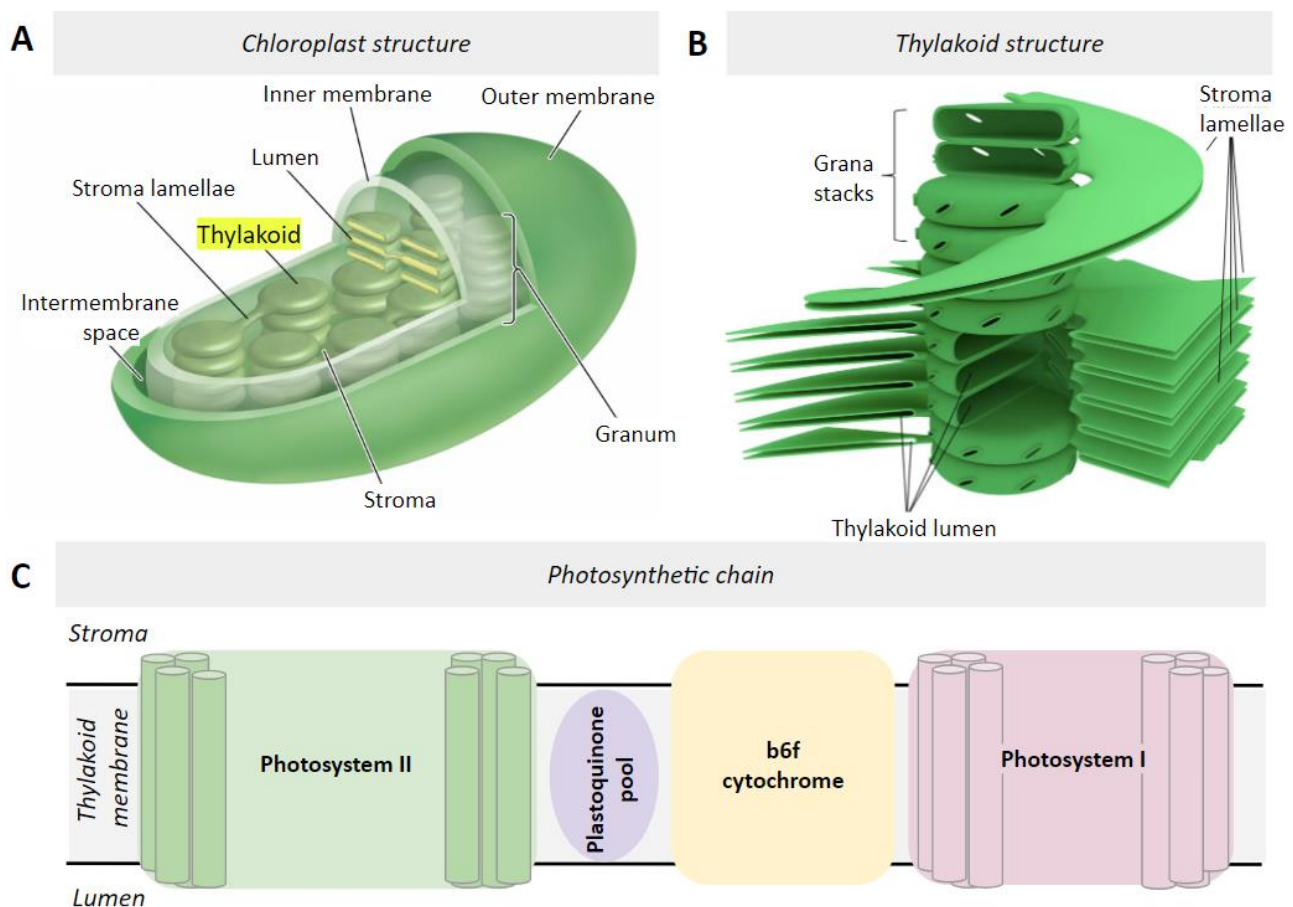 A
Chloroplast structure
Inner membrane
Outer membrane
Lumen
Stroma lamellae
Thylakoid
Intermembrane
space
Granum
Stroma
B
Thylakoid structure
Stroma
lamellae
Grana
stacks
Thylakoid lumen
C
Photosynthetic chain
Stroma
Thylakoid
membrane
Photosystem II
Plastoquinone
pool
b6f
cytochrome
Photosystem I
Lumen